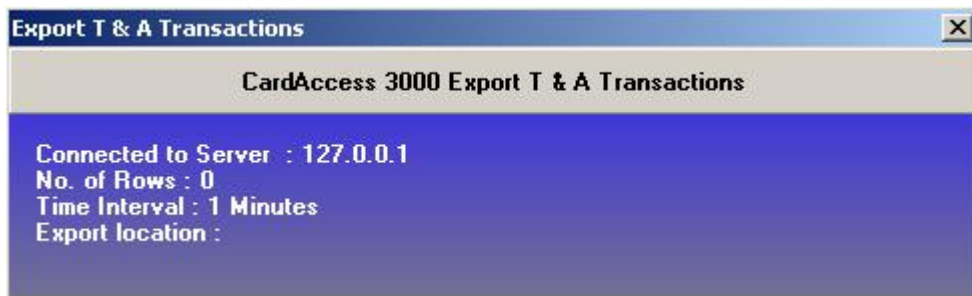 Export T & A Transactions
CardAccess 3000 Export T & A Transactions
Connected to Server : 127.0.0.1
No. of Rows : 0
Time Interval : 1 Minutes
Export location :